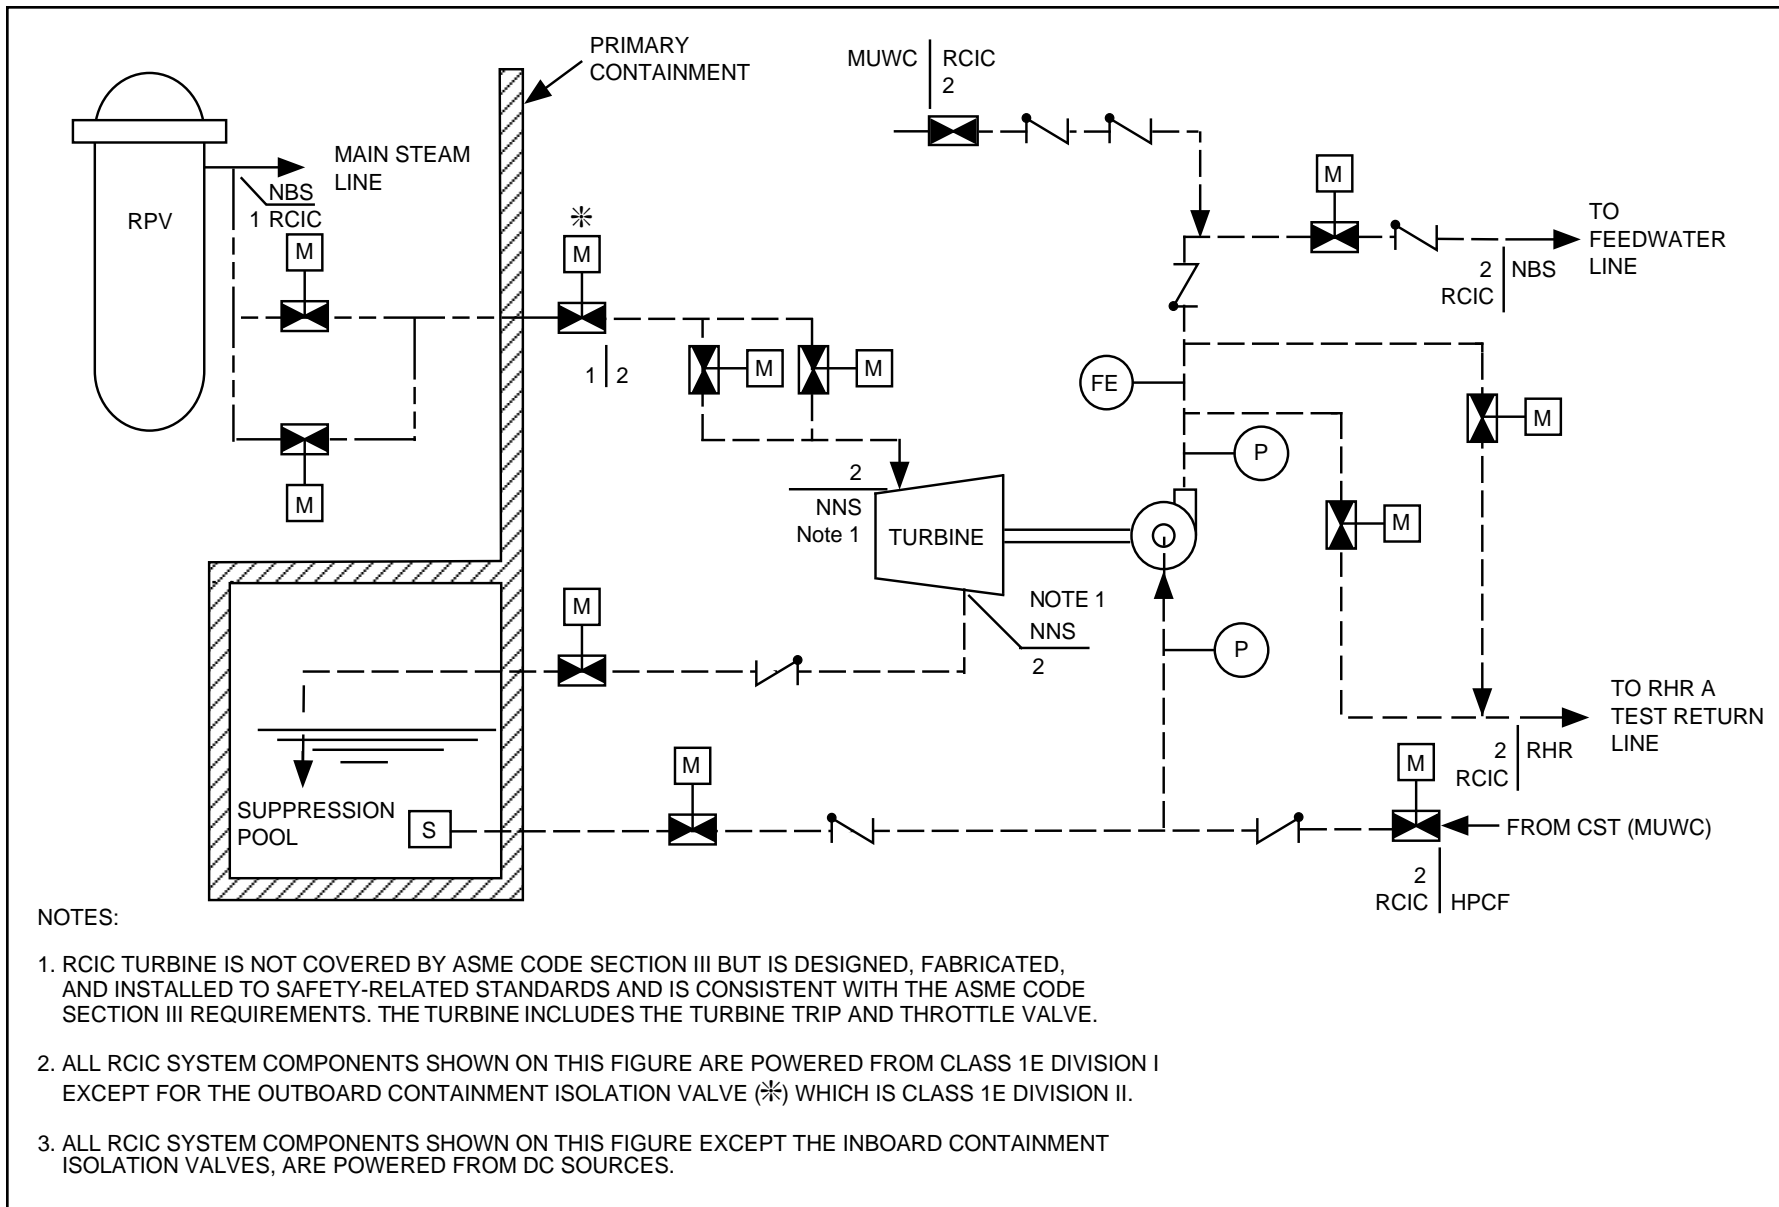 PRIMARY
CONTAINMENT
MUWC
RCIC
2
MAIN STEAM
LINE
NBS
1 RCIC
RPV
M
M
M
M
TO
FEEDWATER
LINE
2
NBS
RCIC
1
2
M
M
FE
M
P
M
2
NNS
Note 1
TURBINE
M
NOTE 1
NNS
2
P
TO RHR A
TEST RETURN
LINE
2
RHR
RCIC
M
M
SUPPRESSION
POOL
S
FROM CST (MUWC)
2
RCIC
HPCF
NOTES:
1. RCIC TURBINE IS NOT COVERED BY ASME CODE SECTION III BUT IS DESIGNED, FABRICATED,
AND INSTALLED TO SAFETY-RELATED STANDARDS AND IS CONSISTENT WITH THE ASME CODE
SECTION III REQUIREMENTS. THE TURBINE INCLUDES THE TURBINE TRIP AND THROTTLE VALVE.
2. ALL RCIC SYSTEM COMPONENTS SHOWN ON THIS FIGURE ARE POWERED FROM CLASS 1E DIVISION I
EXCEPT FOR THE OUTBOARD CONTAINMENT ISOLATION VALVE (❊) WHICH IS CLASS 1E DIVISION II.
3. ALL RCIC SYSTEM COMPONENTS SHOWN ON THIS FIGURE EXCEPT THE INBOARD CONTAINMENT
ISOLATION VALVES, ARE POWERED FROM DC SOURCES.